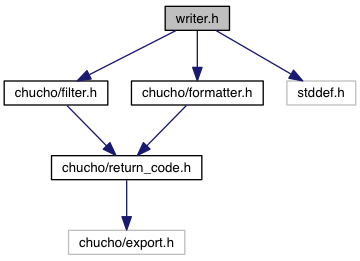 writer.h
chucho/filter.h
chucho/formatter.h
stddef.h
chucho/return_code.h
chucho/export.h